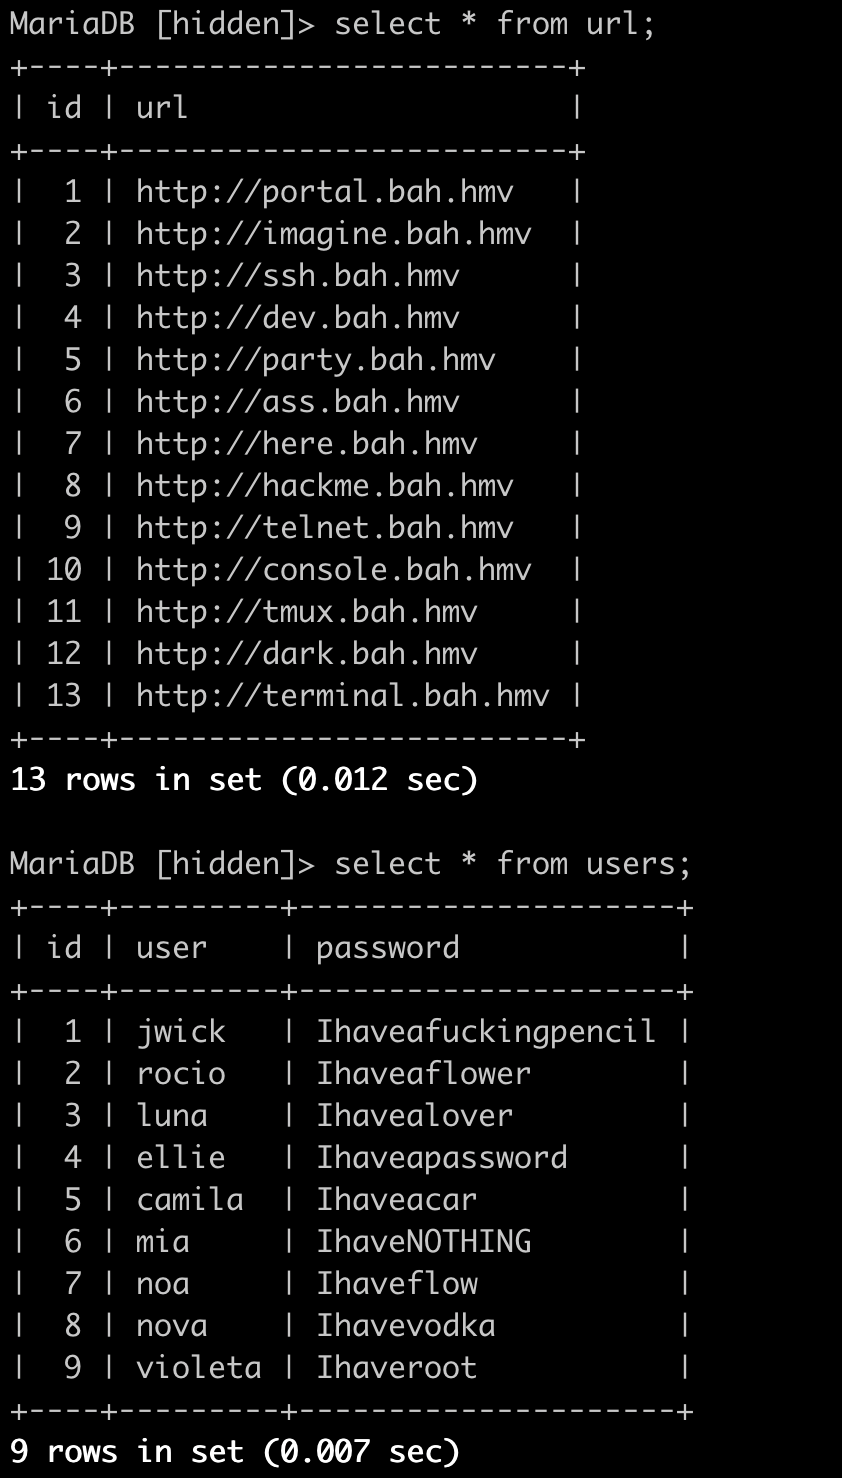 MariaDB [hidden]> select * from url;
+----+-------------------------+
| id | url                     |
+----+-------------------------+
|  1 | http://portal.bah.hmv   |
|  2 | http://imagine.bah.hmv  |
|  3 | http://ssh.bah.hmv      |
|  4 | http://dev.bah.hmv      |
|  5 | http://party.bah.hmv    |
|  6 | http://ass.bah.hmv      |
|  7 | http://here.bah.hmv     |
|  8 | http://hackme.bah.hmv   |
|  9 | http://telnet.bah.hmv   |
| 10 | http://console.bah.hmv  |
| 11 | http://tmux.bah.hmv     |
| 12 | http://dark.bah.hmv     |
| 13 | http://terminal.bah.hmv |
+----+-------------------------+
13 rows in set (0.012 sec)

MariaDB [hidden]> select * from users;
+----+---------+---------------------+
| id | user    | password            |
+----+---------+---------------------+
|  1 | jwick   | Ihaveafuckingpencil |
|  2 | rocio   | Ihaveaflower        |
|  3 | luna    | Ihavealover         |
|  4 | ellie   | Ihaveapassword      |
|  5 | camila  | Ihaveacar           |
|  6 | mia     | IhaveNOTHING        |
|  7 | noa     | Ihaveflow           |
|  8 | nova    | Ihavevodka          |
|  9 | violeta | Ihaveroot           |
+----+---------+---------------------+
9 rows in set (0.007 sec)